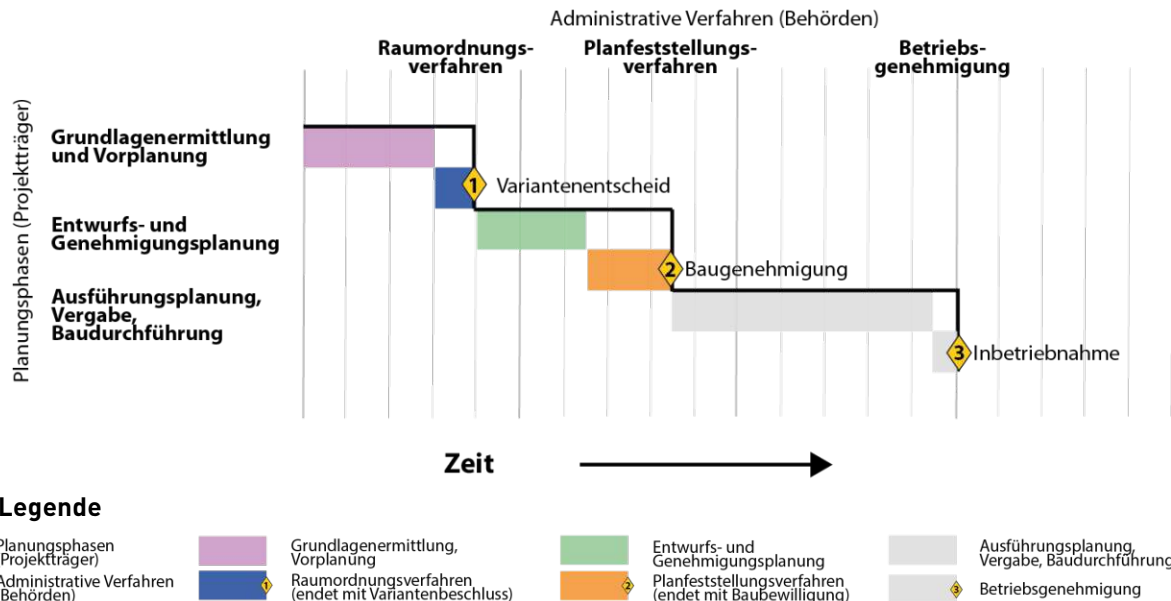 Administrative Verfahren (Behörden)
Raumordnungs-
verfahren
Planfeststellungs-
verfahren
Betriebs-
genehmigung
Planungsphasen (Projektträger)
Grundlagenermittlung
und Vorplanung
1
Variantenentscheid
Entwurfs- und
Genehmigungsplanung
2
Baugenehmigung
Ausführungsplanung,
Vergabe,
Baudurchführung
3
Inbetriebnahme
Zeit
Legende
Planungsphasen
(Projektträger)
Grundlagenermittlung,
Vorplanung
Entwurfs- und
Genehmigungsplanung
Ausführungsplanung,
Vergabe, Baudurchführung
Administrative Verfahren
(Behörden)
1
Raumordnungsverfahren
(endet mit Variantenbeschluss)
2
Planfeststellungsverfahren
(endet mit Baubewilligung)
3
Betriebsgenehmigung